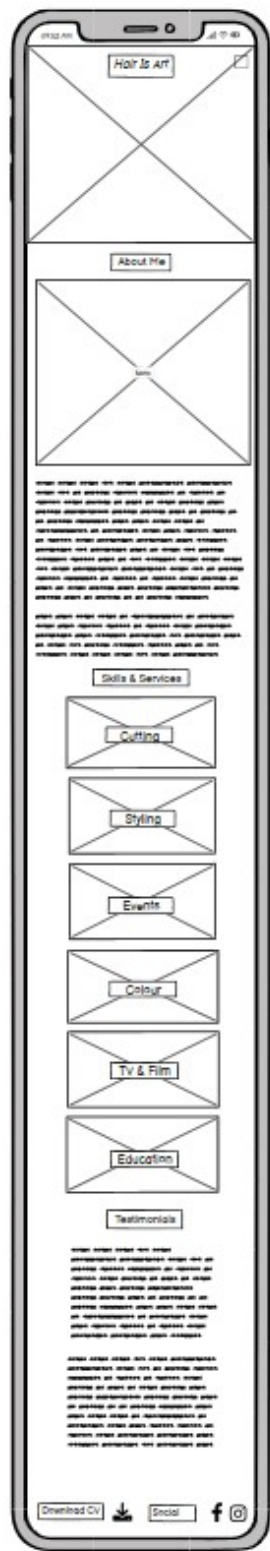 Hair Is Art
About Me
Skills & Services
Cutting
Styling
Events
Colour
TV & Film
Education
Testimonials
Download CV
Social